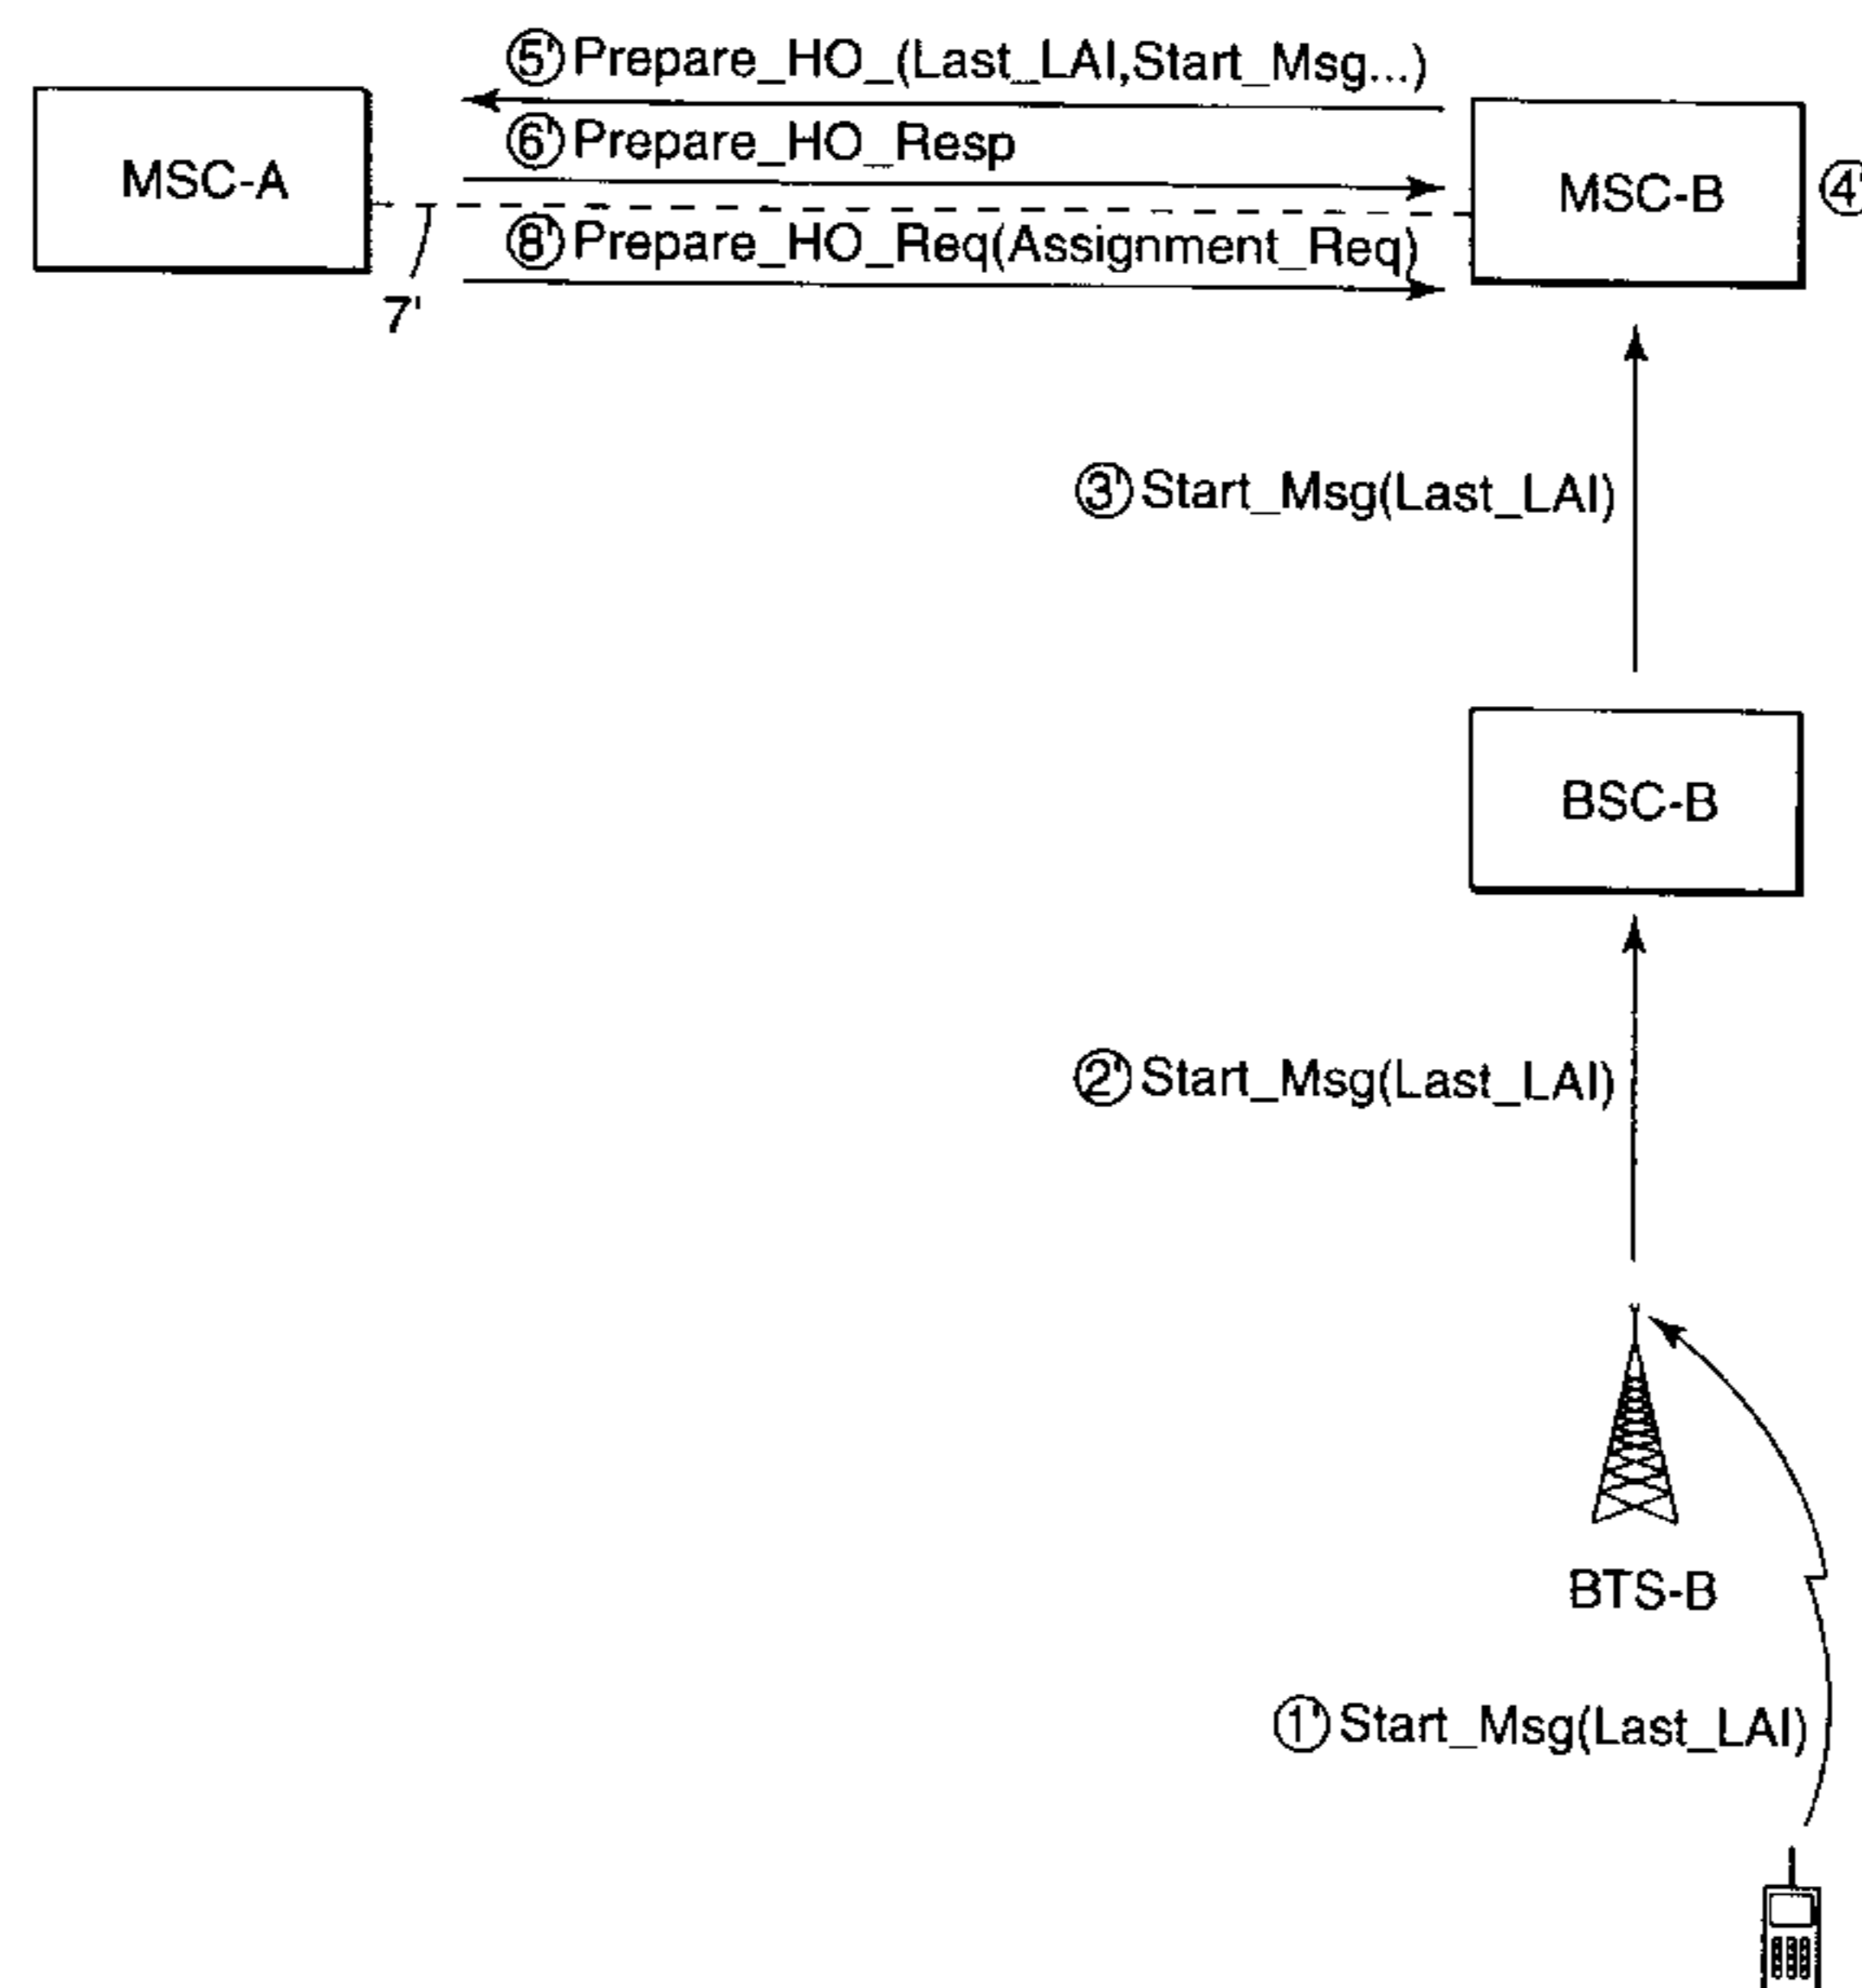 ⑤' Prepare_HO_(Last_LAI,Start_Msg...)
⑥' Prepare_HO_Resp
MSC-A
MSC-B
④'
⑧' Prepare_HO_Req(Assignment_Req)
7'
③' Start_Msg(Last_LAI)
BSC-B
②' Start_Msg(Last_LAI)
BTS-B
①' Start_Msg(Last_LAI)